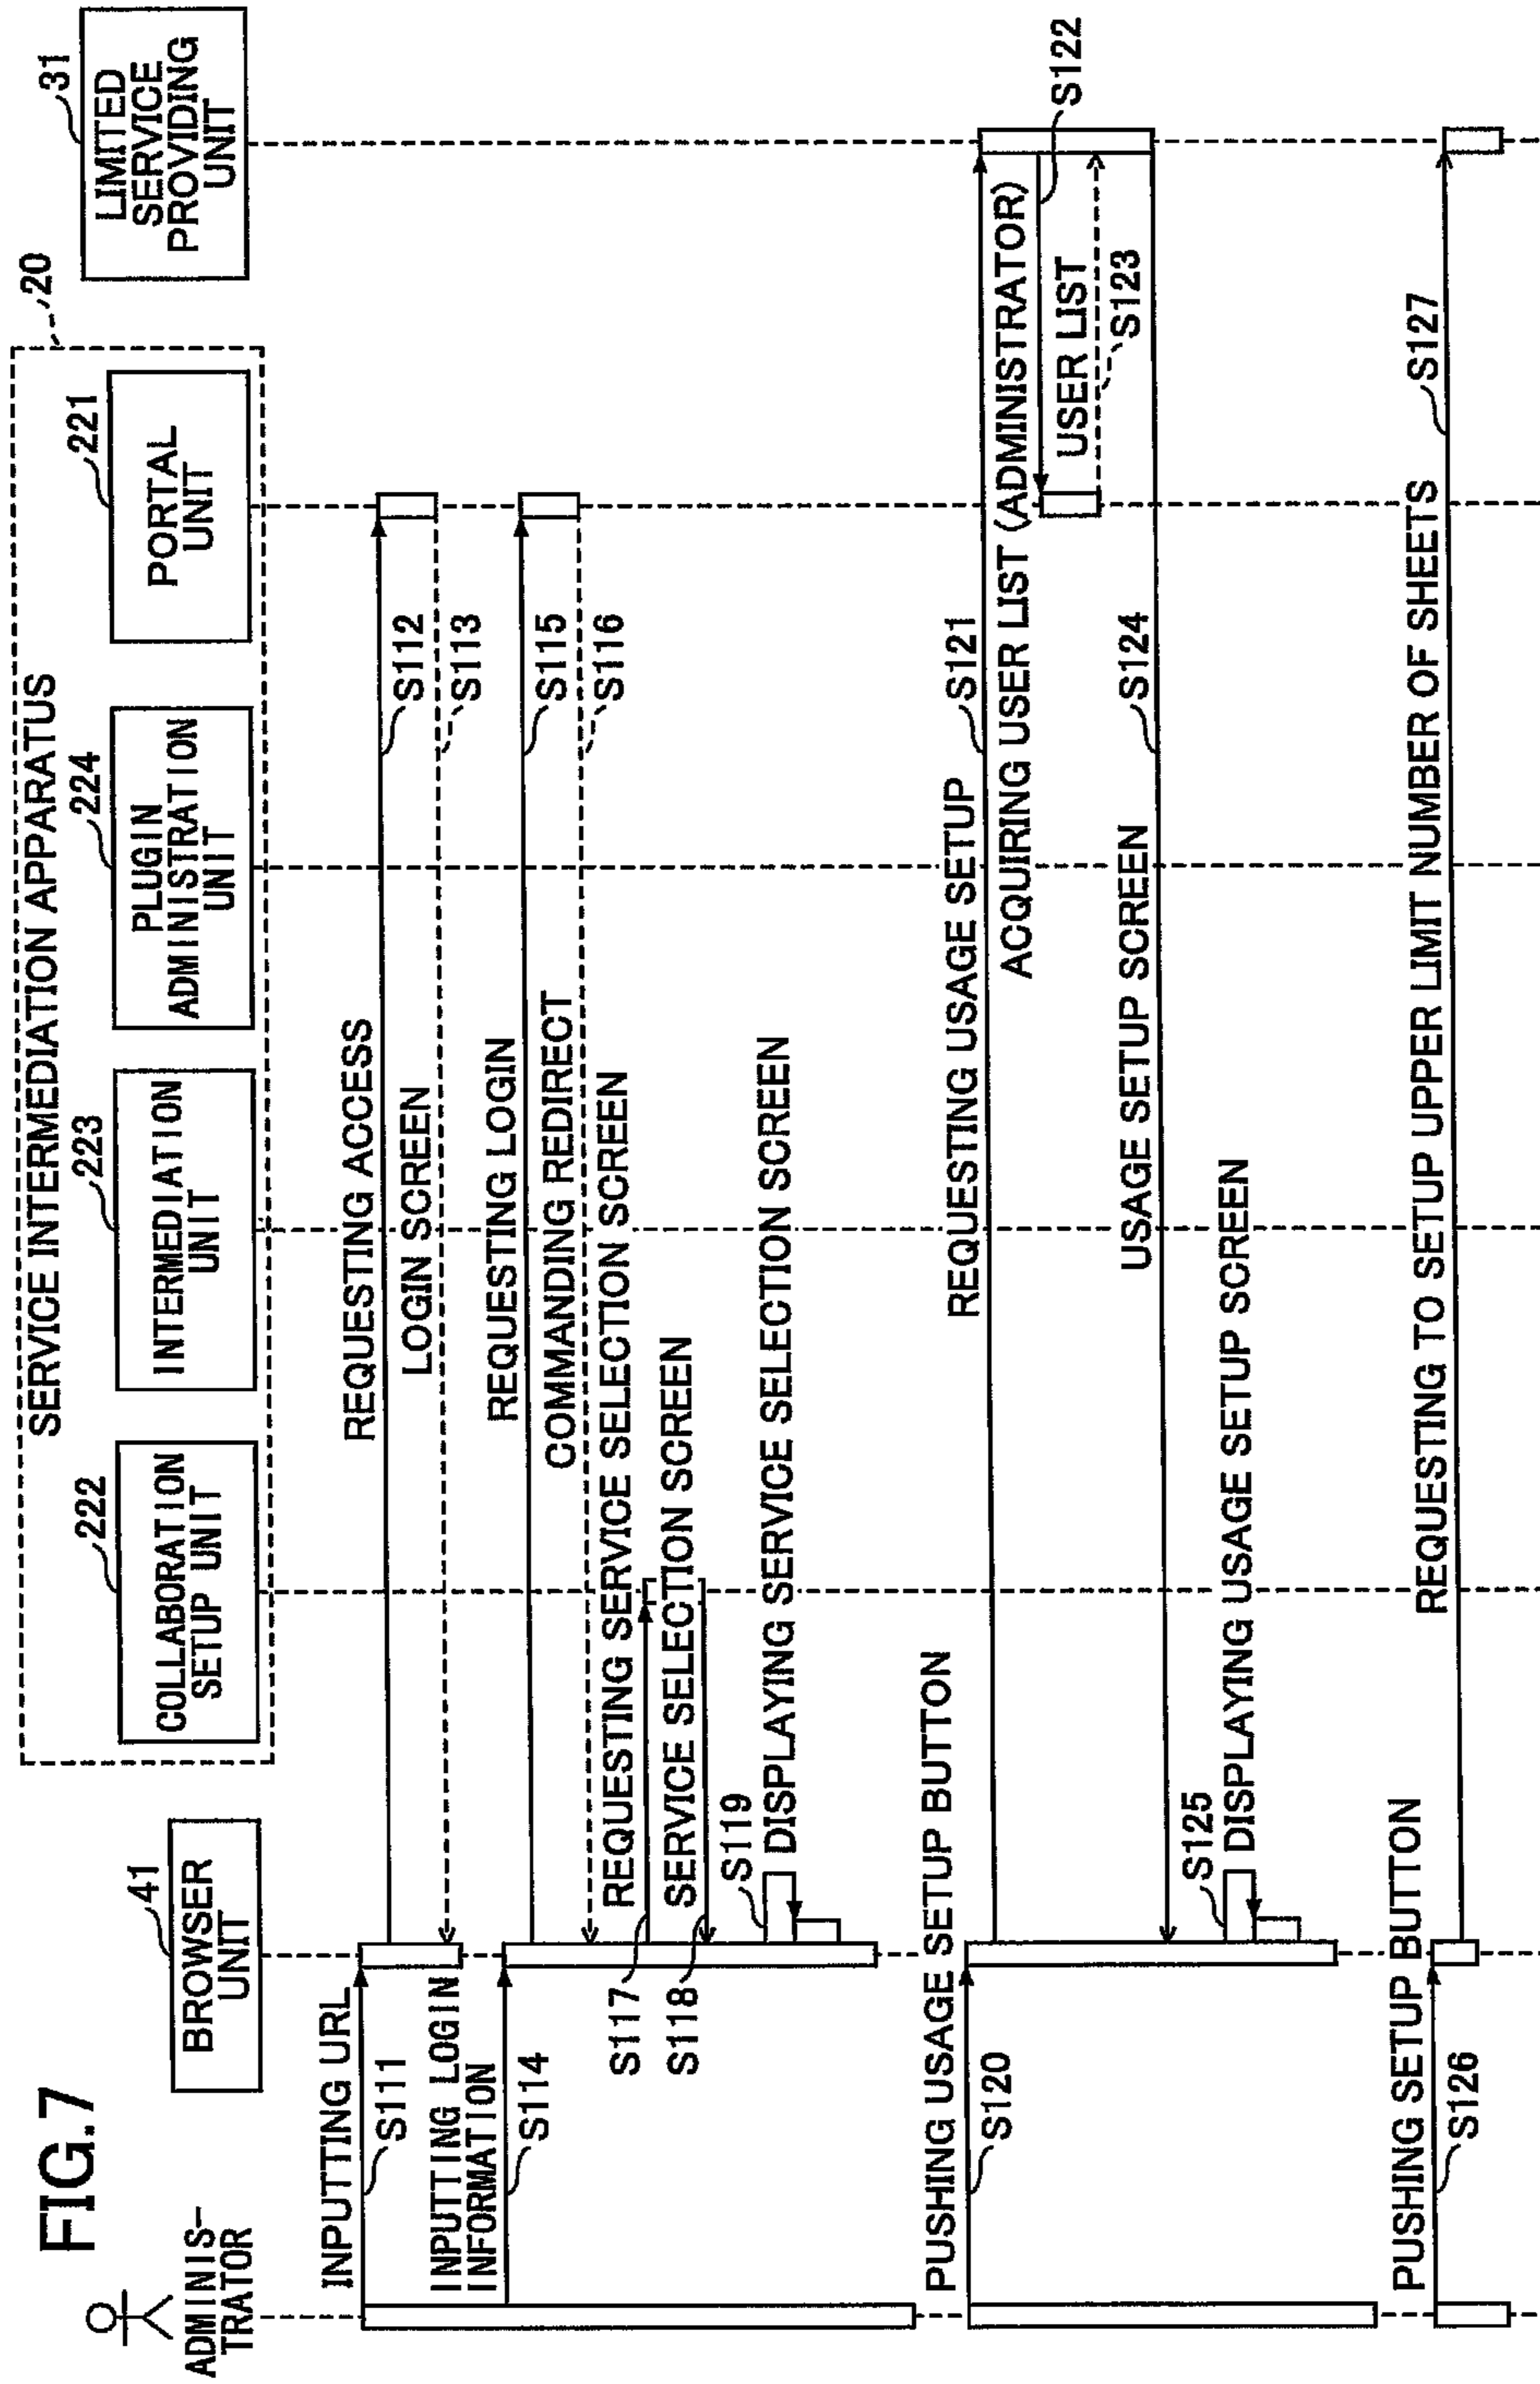 FIG.7
SERVICE INTERMEDIATION APPARATUS
20
ADMINIS-
TRATOR
41
BROWSER
UNIT
222
COLLABORATION
SETUP UNIT
223
INTERMEDIATION
UNIT
224
PLUGIN
ADMINISTRATION
UNIT
221
PORTAL
UNIT
31
LIMITED
SERVICE
PROVIDING
UNIT
INPUTTING URL
S111
REQUESTING ACCESS
S112
LOGIN SCREEN
S113
INPUTTING LOGIN
INFORMATION
S114
REQUESTING LOGIN
S115
COMMANDING REDIRECT
S116
REQUESTING SERVICE SELECTION SCREEN
S117
SERVICE SELECTION SCREEN
S118
S119
DISPLAYING SERVICE SELECTION SCREEN
PUSHING USAGE SETUP BUTTON
S120
REQUESTING USAGE SETUP
S121
ACQUIRING USER LIST (ADMINISTRATOR)
S122
USER LIST
S123
USAGE SETUP SCREEN
S124
S125
DISPLAYING USAGE SETUP SCREEN
PUSHING SETUP BUTTON
S126
REQUESTING TO SETUP UPPER LIMIT NUMBER OF SHEETS
S127